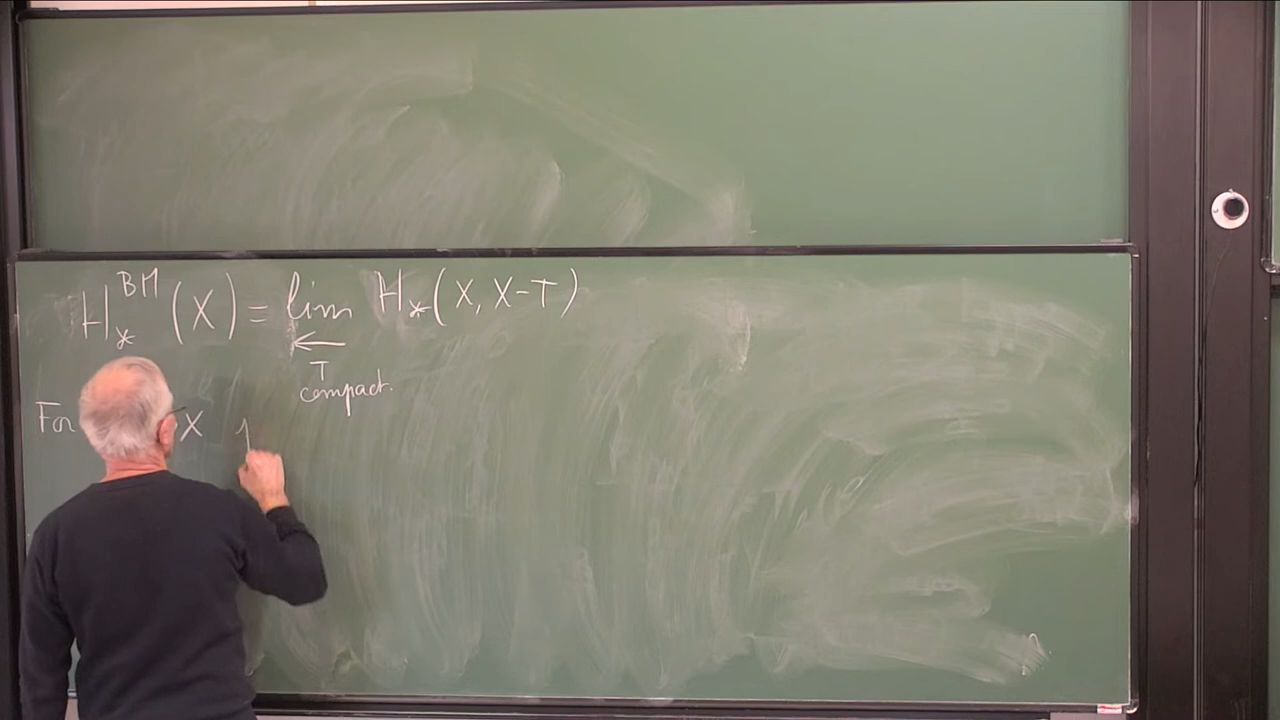 H_*^{BM}(X) = lim H_*(X, X-T)
←
T
compact.
For X